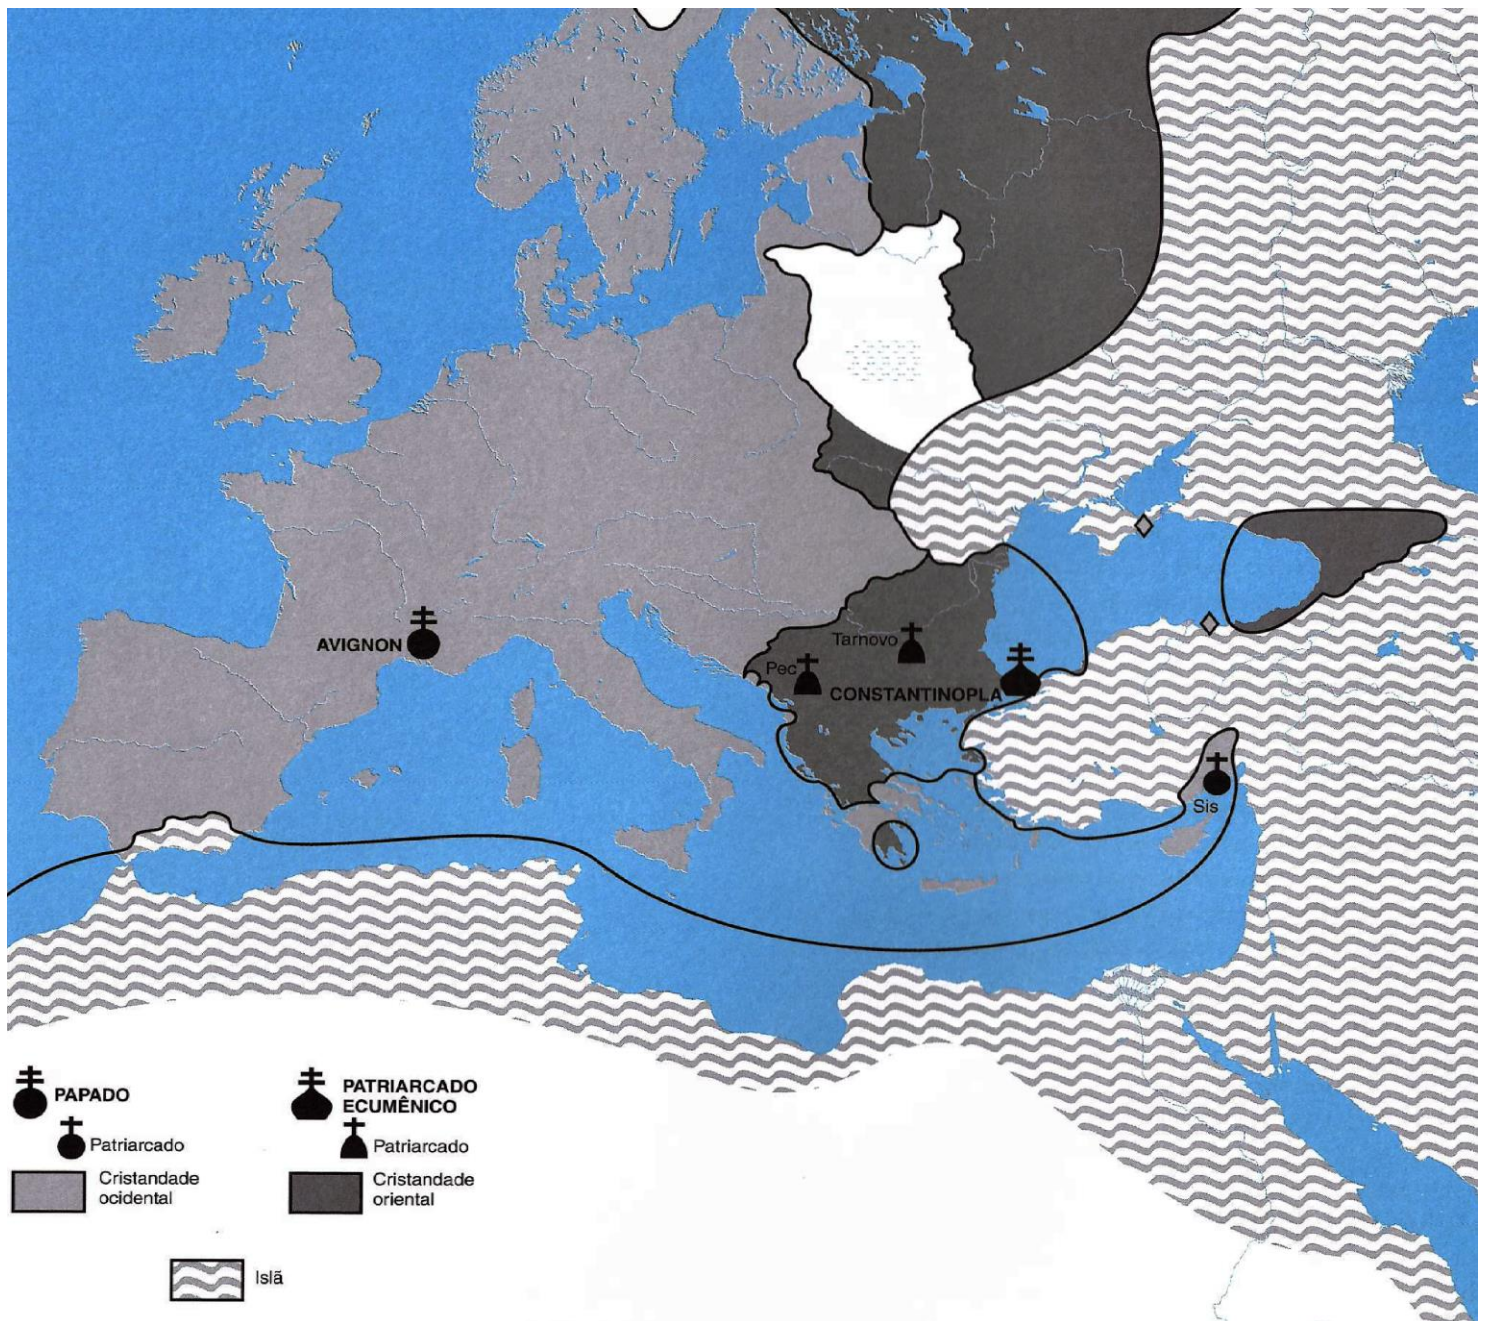 AVIGNON
Tarnovo
Pec
CONSTANTINOPLA
Sis
PAPADO
Patriarcado
Cristandade
ocidental
PATRIARCADO
ECUMÊNICO
Patriarcado
Cristandade
oriental
Islã